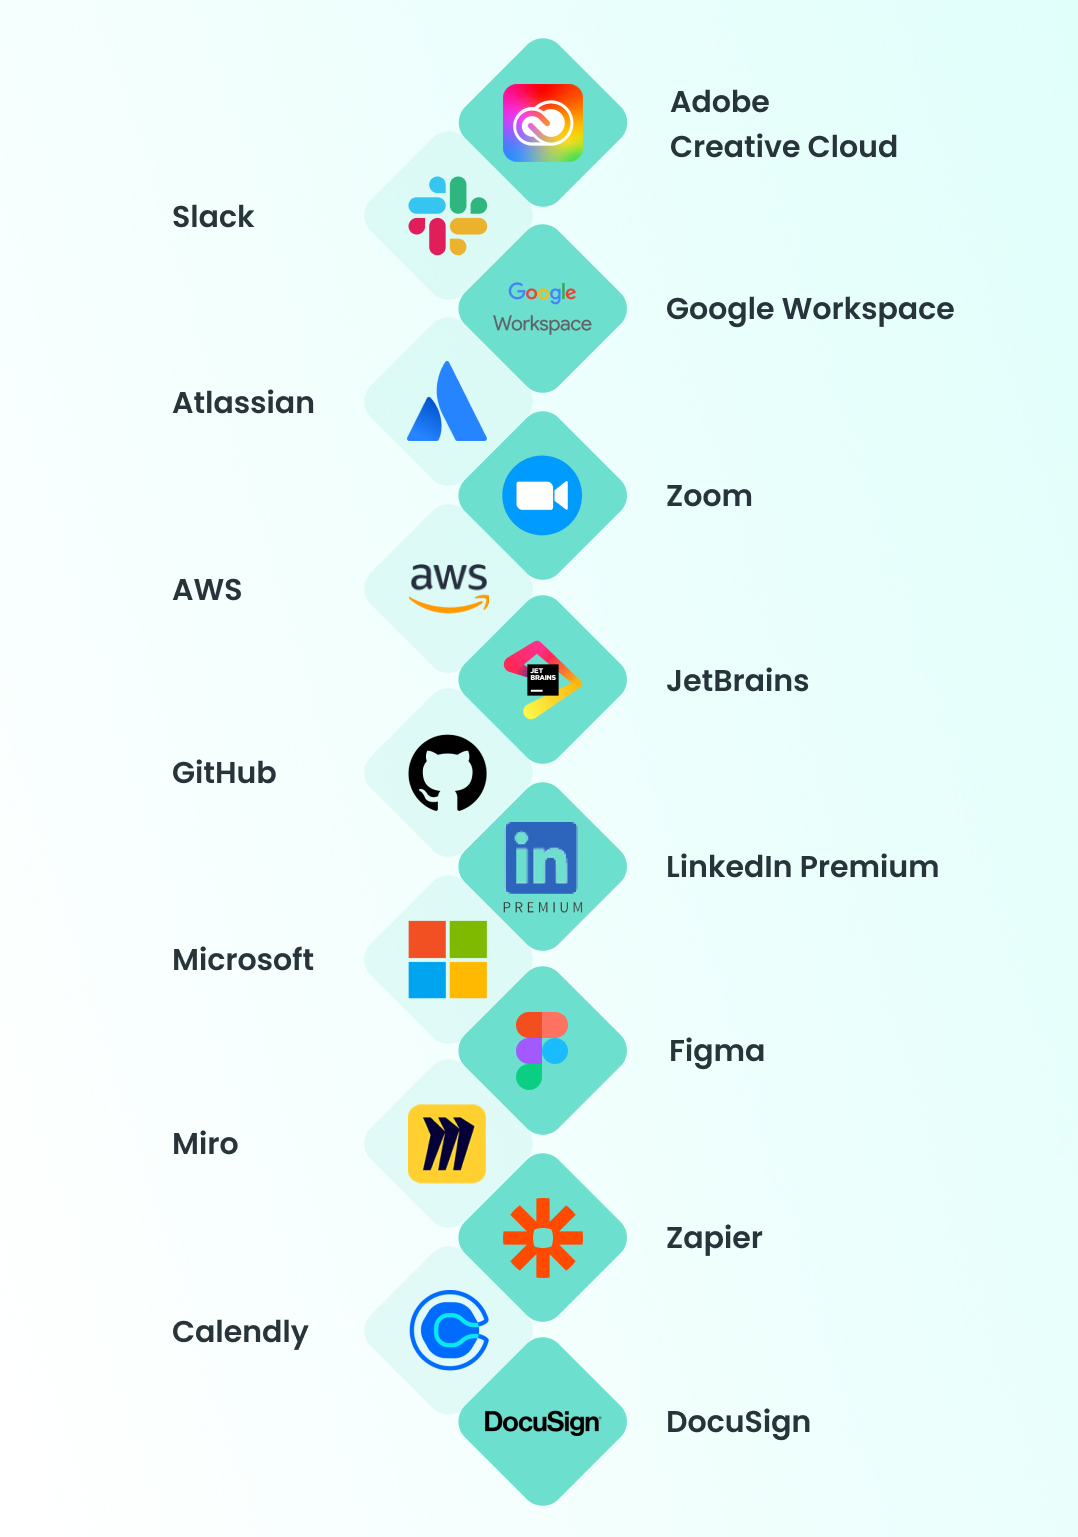 Adobe
Creative Cloud
Slack
Google
Workspace
Google Workspace
Atlassian
Zoom
aws
AWS
JET
BRAINS
JetBrains
GitHub
in
PREMIUM
LinkedIn Premium
Microsoft
Figma
Miro
Zapier
Calendly
DocuSign
DocuSign